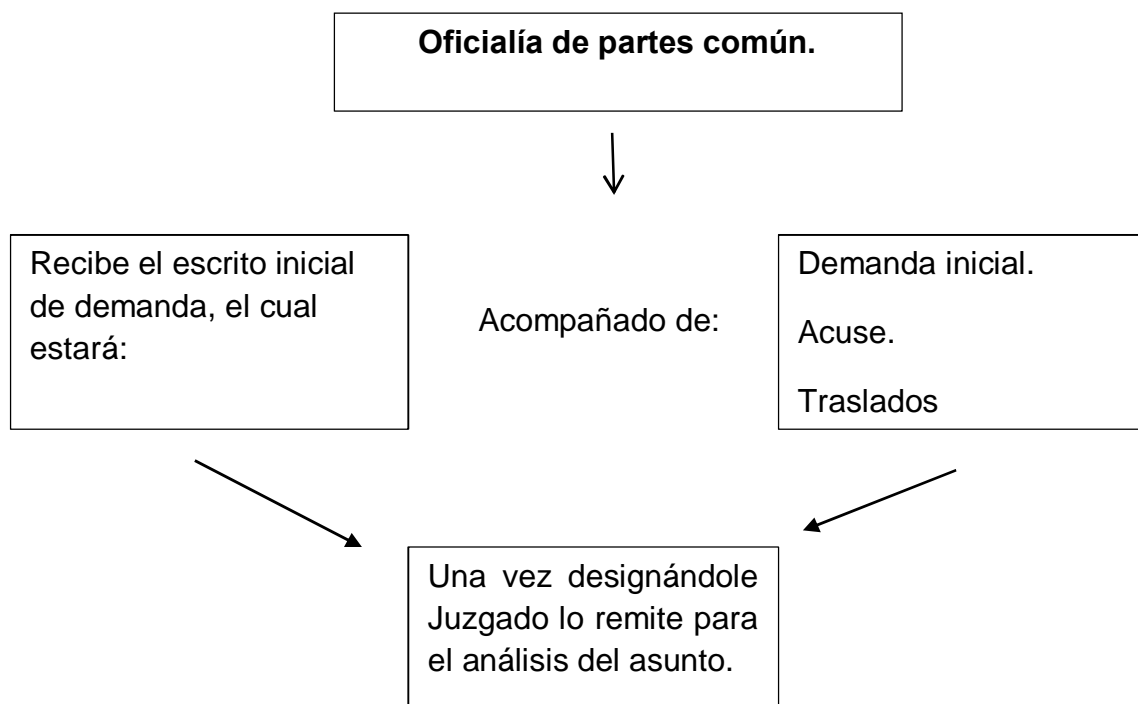 Oficialía de partes común.
Recibe el escrito inicial
de demanda, el cual
estará:
Acompañado de:
Demanda inicial.
Acuse.
Traslados
Una vez designándole
Juzgado lo remite para
el análisis del asunto.